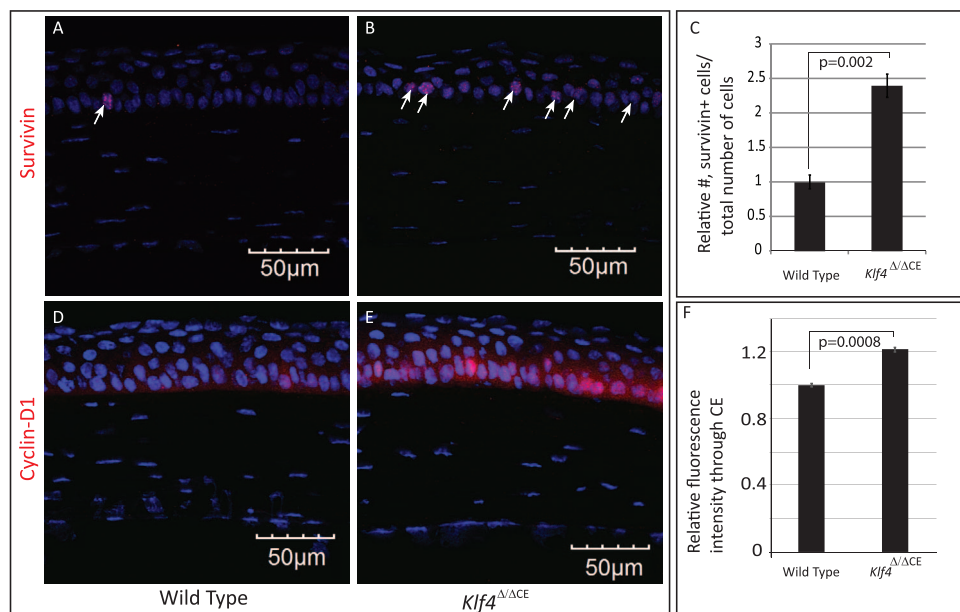 A
B
Survivin
50µm
50µm
D
E
Cyclin-D1
50µm
50µm
Wild Type
Klf4Δ/ΔCE
C
Relative #, survivin+ cells/
total number of cells
3
2.5
2
1.5
1
0.5
0
p=0.002
Wild Type
Klf4Δ/ΔCE
F
Relative fluorescence
intensity through CE
1.2
0.8
0.4
0
p=0.0008
Wild Type
Klf4Δ/ΔCE